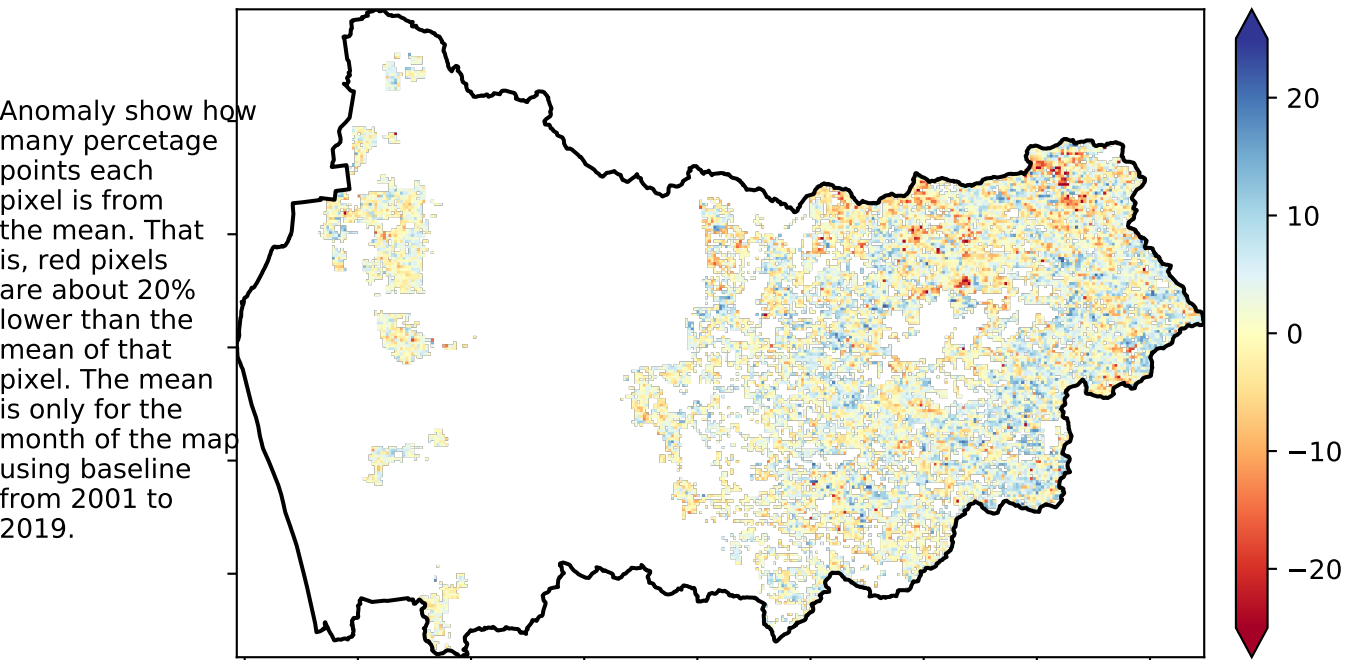 Anomaly show how
many percetage
points each
pixel is from
the mean. That
is, red pixels
are about 20%
lower than the
mean of that
pixel. The mean
is only for the
month of the map
using baseline
from 2001 to
2019.
20
10
0
−10
−20